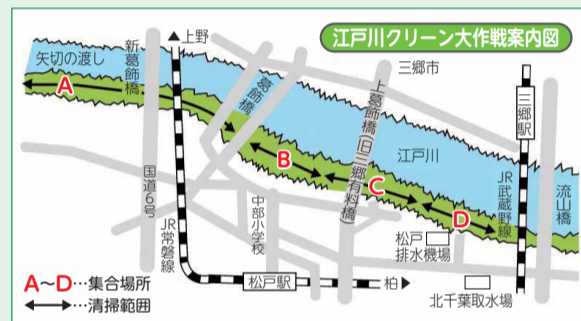 江戸川クリーン大作戦案内図
▲上野
新葛飾橋
矢切の渡し
三郷市
葛飾橋
上葛飾橋(旧三郷有料橋)
三郷駅
A
B
江戸川
C
D
JR武蔵野線
流山橋
国道6号
JR常磐線
中部小学校
松戸排水機場
松戸駅
柏▶
北千葉取水場
A～D…集合場所
↔…清掃範囲